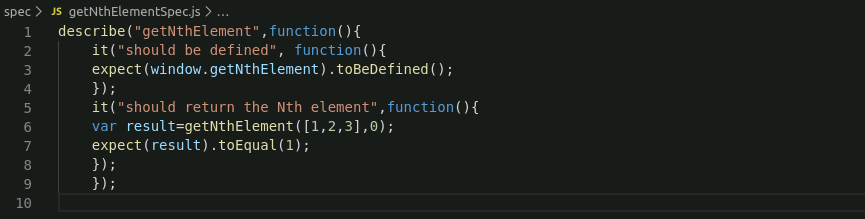 spec > JS getNthElementSpec.js > ...
1 describe("getNthElement",function(){
2     it("should be defined", function(){
3     expect(window.getNthElement).toBeDefined();
4     });
5     it("should return the Nth element",function(){
6     var result=getNthElement([1,2,3],0);
7     expect(result).toEqual(1);
8     });
9     });
10